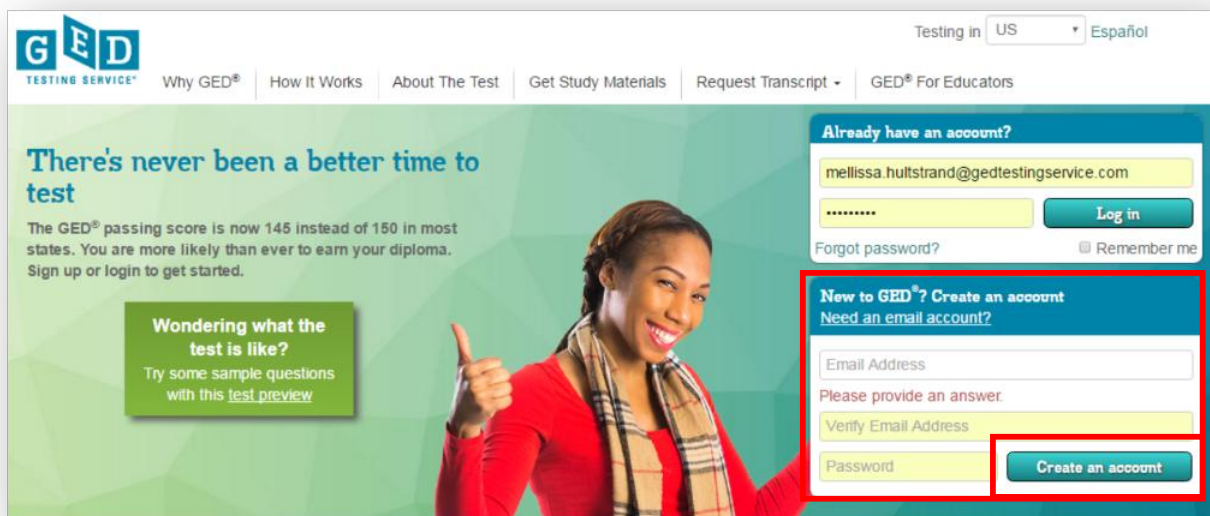 Testing in US Español
GED
TESTING SERVICE®
Why GED® How It Works About The Test Get Study Materials Request Transcript GED® For Educators
There's never been a better time to
test
The GED® passing score is now 145 instead of 150 in most
states. You are more likely than ever to earn your diploma.
Sign up or login to get started.
Wondering what the
test is like?
Try some sample questions
with this test preview
Already have an account?
mellissa.hultstrand@gedtestingservice.com
••••••••• Log in
Forgot password? Remember me
New to GED®? Create an account
Need an email account?
Email Address
Please provide an answer.
Verify Email Address
Password Create an account